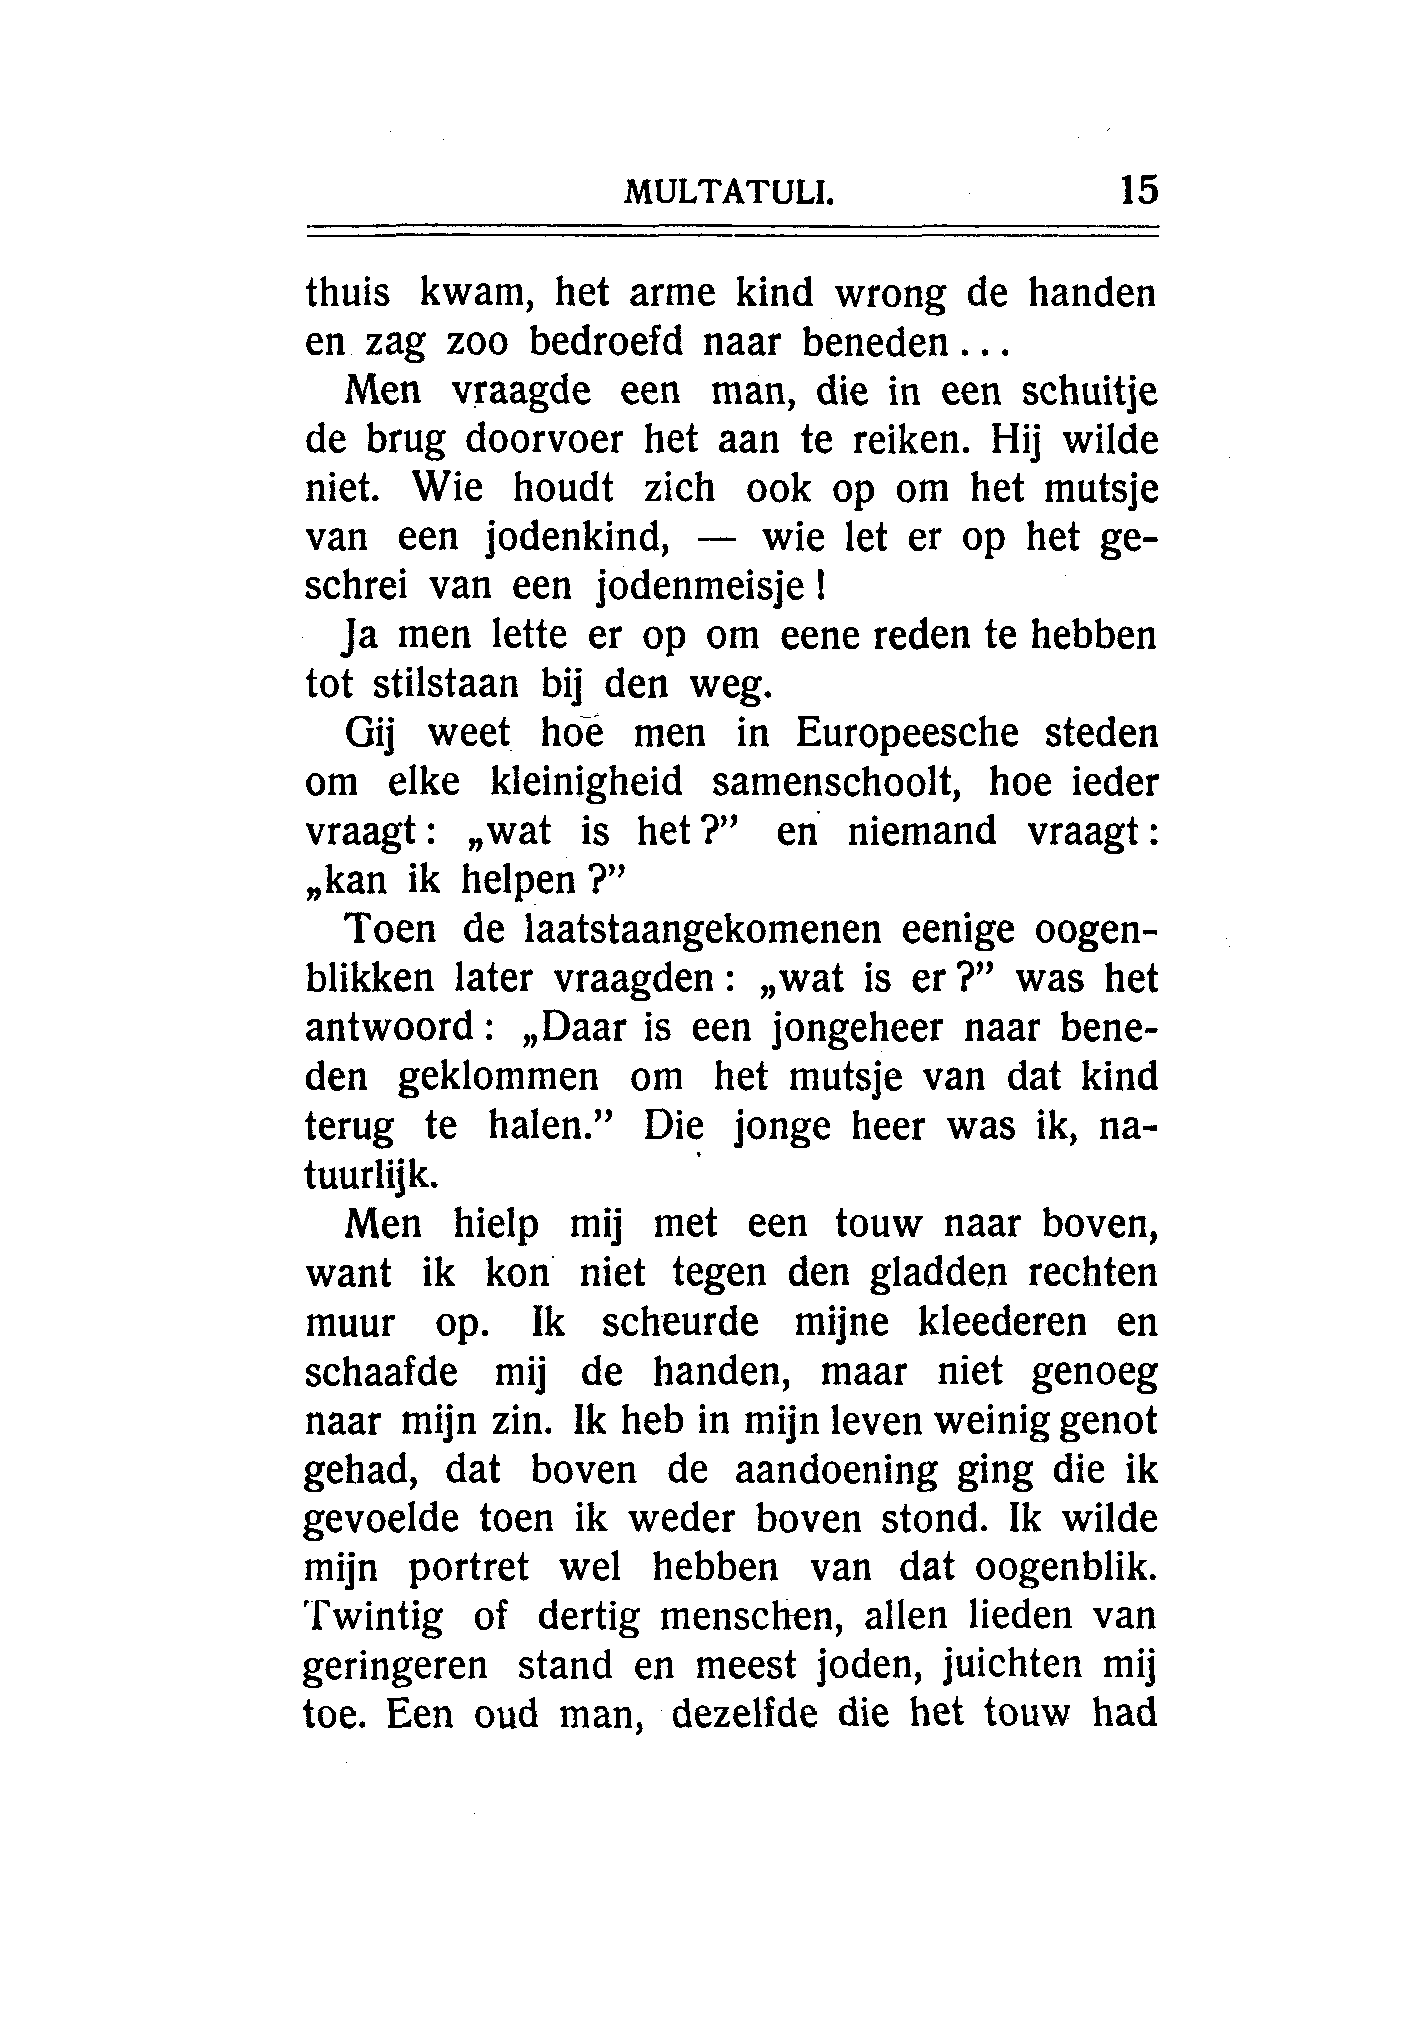 MULTATULI. 15
thuis kwam, het arme kind wrong de handen
en zag zoo bedroefd naar beneden...
Men vraagde een man, die in een schuitje
de brug doorvoer het aan te reiken. Hij wilde
niet. Wie houdt zich ook op om het mutsje
van een jodenkind, — wie let er op het ge-
schrei van een jodenmeisje!
Ja men lette er op om eene reden te hebben
tot stilstaan bij den weg.
Gij weet hoe men in Europeesche steden
om elke kleinigheid samenschoolt, hoe ieder
vraagt: „wat is het?” en niemand vraagt:
„kan ik helpen?”
Toen de laatstaangekomenen eenige oogen-
blikken later vraagden: „wat is er?” was het
antwoord: „Daar is een jongeheer naar bene-
den geklommen om het mutsje van dat kind
terug te halen.” Die jonge heer was ik, na-
tuurlijk.
Men hielp mij met een touw naar boven,
want ik kon niet tegen den gladden rechten
muur op. Ik scheurde mijne kleederen en
schaafde mij de handen, maar niet genoeg
naar mijn zin. Ik heb in mijn leven weinig genot
gehad, dat boven de aandoening ging die ik
gevoelde toen ik weder boven stond. Ik wilde
mijn portret wel hebben van dat oogenblik.
Twintig of dertig menschen, allen lieden van
geringeren stand en meest joden, juichten mij
toe. Een oud man, dezelfde die het touw had